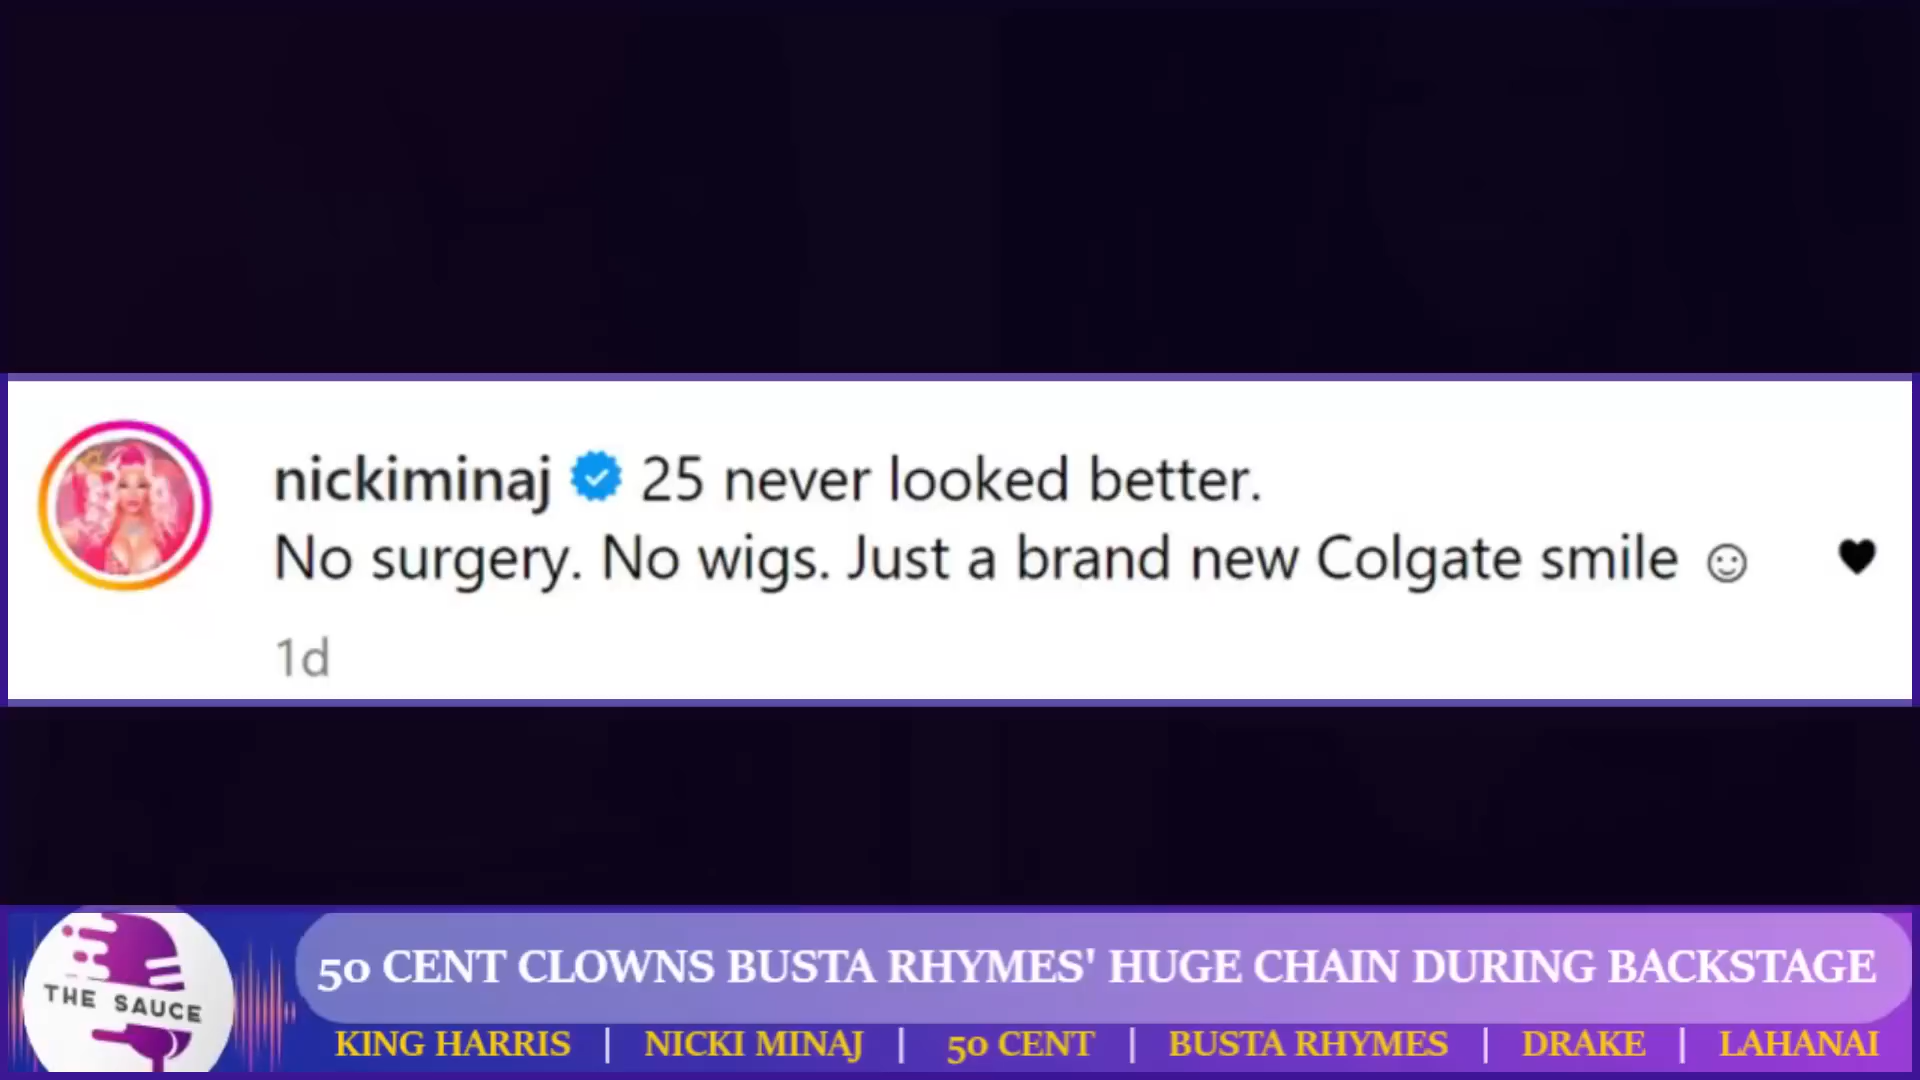 nickiminaj 25 never looked better.
No surgery. No wigs. Just a brand new Colgate smile ☺
1d
THE SAUCE
50 CENT CLOWNS BUSTA RHYMES' HUGE CHAIN DURING BACKSTAGE
KING HARRIS | NICKI MINAJ | 50 CENT | BUSTA RHYMES | DRAKE | LAHANAI